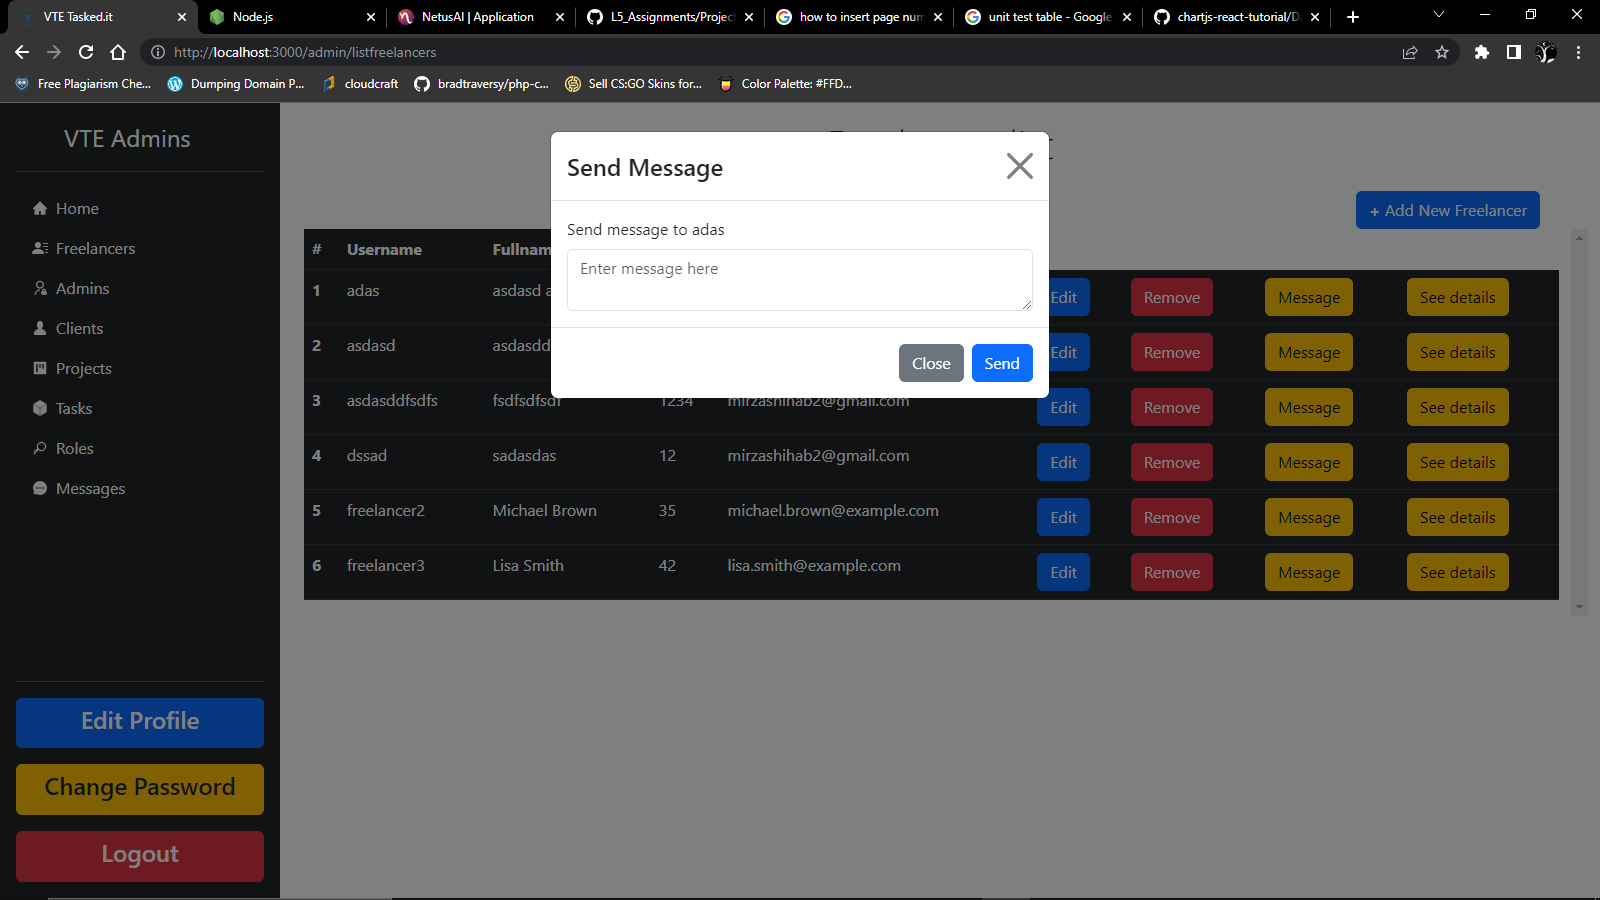 VTE Tasked.it
Node.js
NetusAI | Application
L5_Assignments/Project
how to insert page num
unit test table - Google
chartjs-react-tutorial/D
http://localhost:3000/admin/listfreelancers
Free Plagiarism Che...
Dumping Domain P...
cloudcraft
bradtraversy/php-c...
Sell CS:GO Skins for...
Color Palette: #FFD...
VTE Admins
Home
Freelancers
Admins
Clients
Projects
Tasks
Roles
Messages
Edit Profile
Change Password
Logout
Send Message
Send message to adas
Enter message here
Close
Send
+ Add New Freelancer
# Username Fullnam
1 adas asdasd a Edit Remove Message See details
2 asdasd asdasdd Edit Remove Message See details
3 asdasddfsdfs fsdfsdfsdf 1234 mirzashihab2@gmail.com Edit Remove Message See details
4 dssad sadasdas 12 mirzashihab2@gmail.com Edit Remove Message See details
5 freelancer2 Michael Brown 35 michael.brown@example.com Edit Remove Message See details
6 freelancer3 Lisa Smith 42 lisa.smith@example.com Edit Remove Message See details